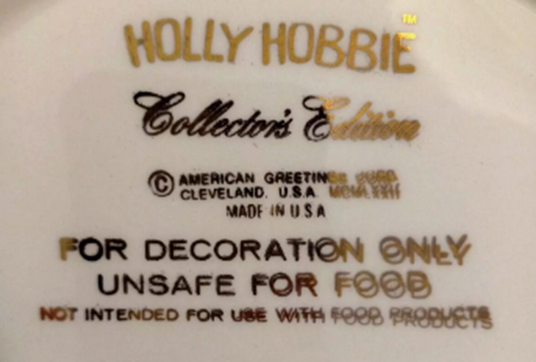 HOLLY HOBBIE™
Collector's Edition
© AMERICAN GREETINGS CORP
CLEVELAND, U.S.A. MCMLXXII
MADE IN U S A
FOR DECORATION ONLY
UNSAFE FOR FOOD
NOT INTENDED FOR USE WITH FOOD PRODUCTS